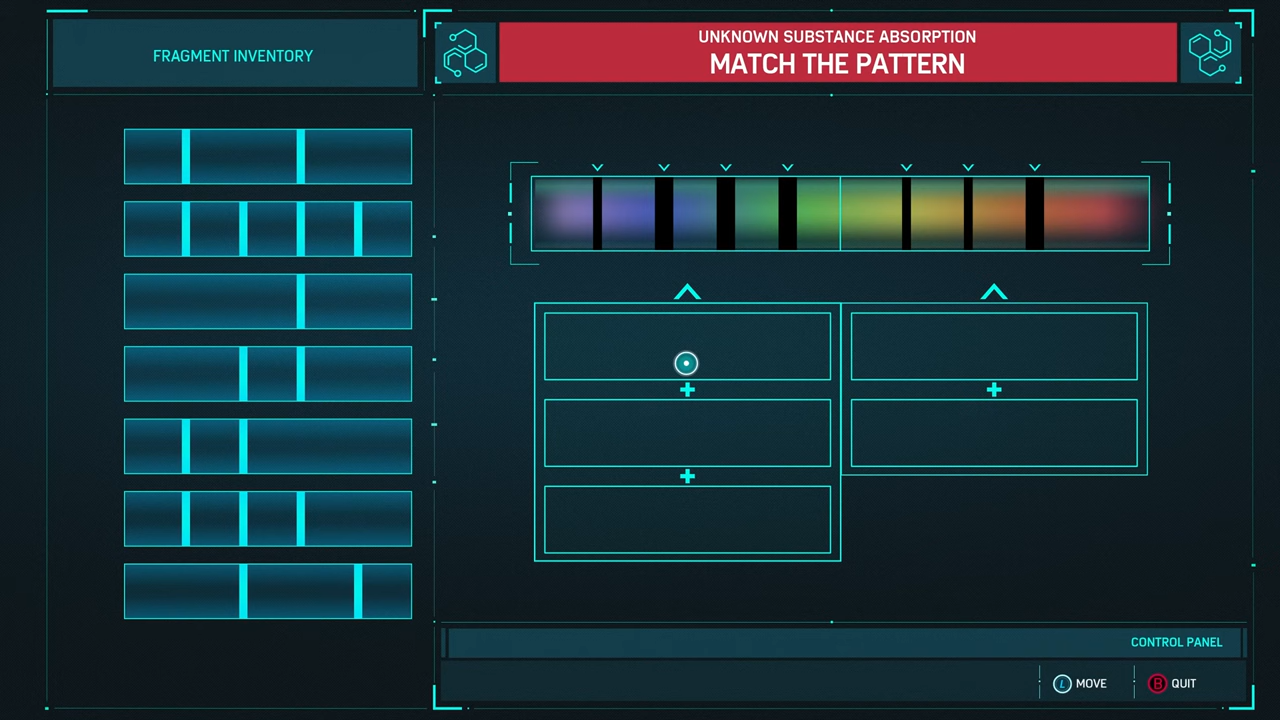 FRAGMENT INVENTORY
UNKNOWN SUBSTANCE ABSORPTION
MATCH THE PATTERN
CONTROL PANEL
L MOVE
B QUIT